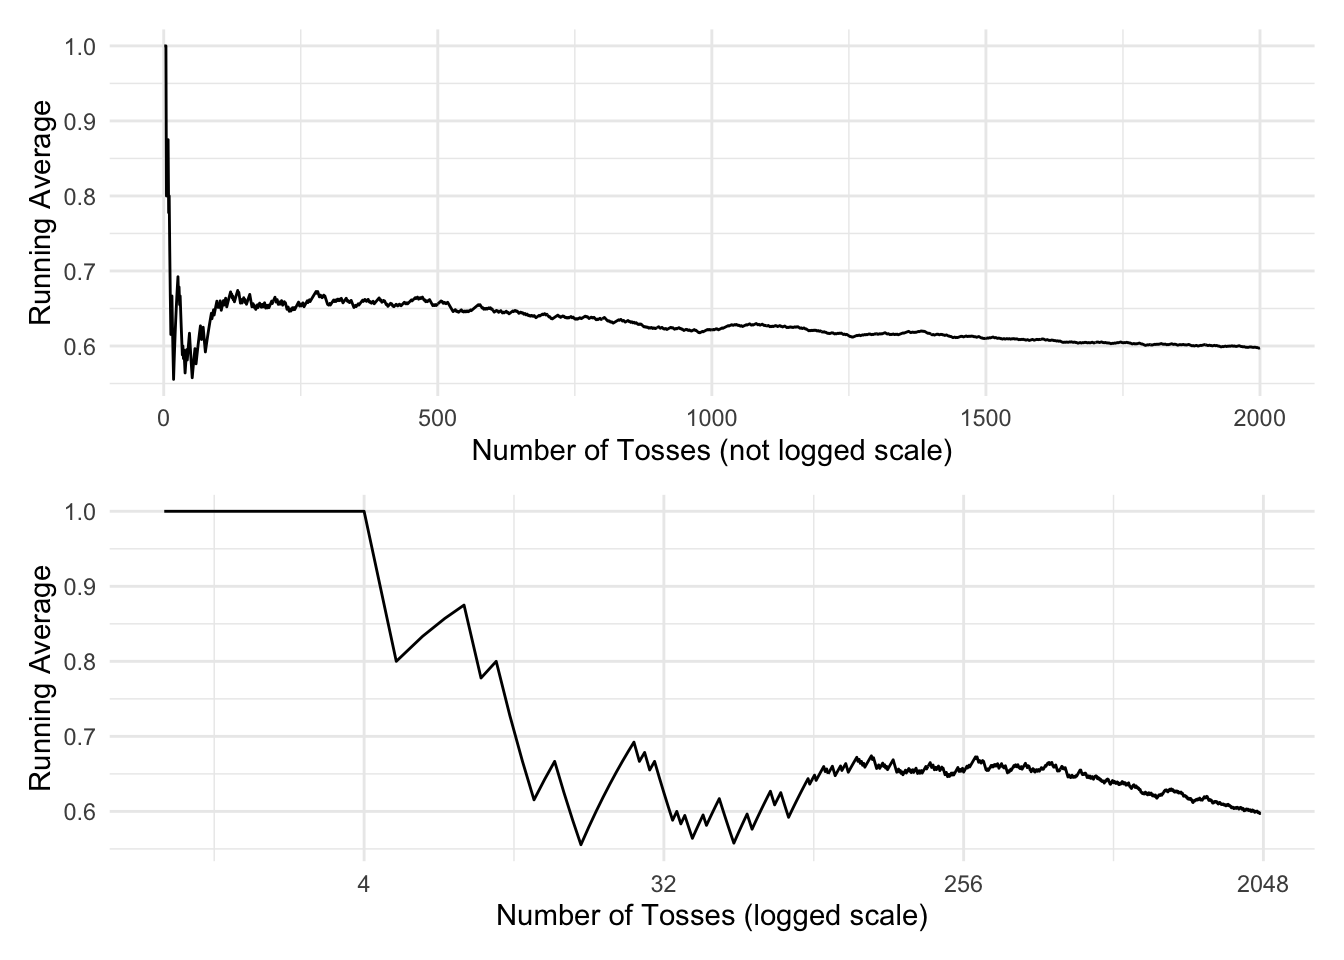 1.0
0.9
0.8
0.7
0.6
Running Average
0 500 1000 1500 2000
Number of Tosses (not logged scale)
1.0
0.9
0.8
0.7
0.6
Running Average
4 32 256 2048
Number of Tosses (logged scale)